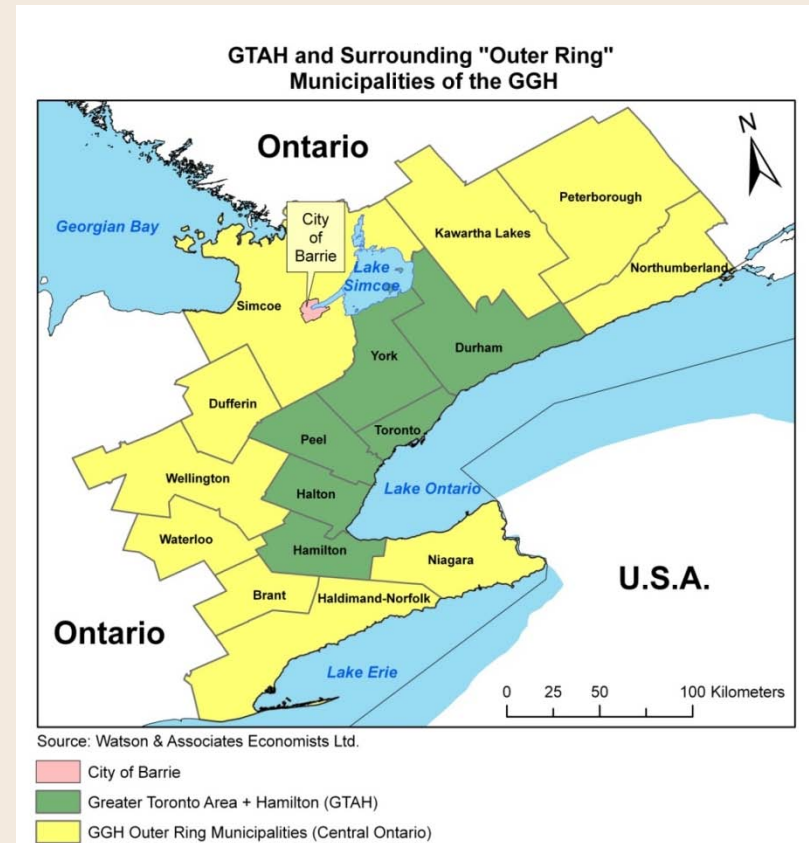 GTAH and Surrounding "Outer Ring"
Municipalities of the GGH
Ontario
N
Georgian Bay
City
of
Barrie
Lake
Simcoe
Peterborough
Kawartha Lakes
Northumberland
Simcoe
York
Durham
Dufferin
Peel
Toronto
Wellington
Halton
Lake Ontario
Waterloo
Hamilton
Niagara
Brant
Haldimand-Norfolk
U.S.A.
Ontario
Lake Erie
0 25 50 100 Kilometers
Source: Watson & Associates Economists Ltd.
City of Barrie
Greater Toronto Area + Hamilton (GTAH)
GGH Outer Ring Municipalities (Central Ontario)